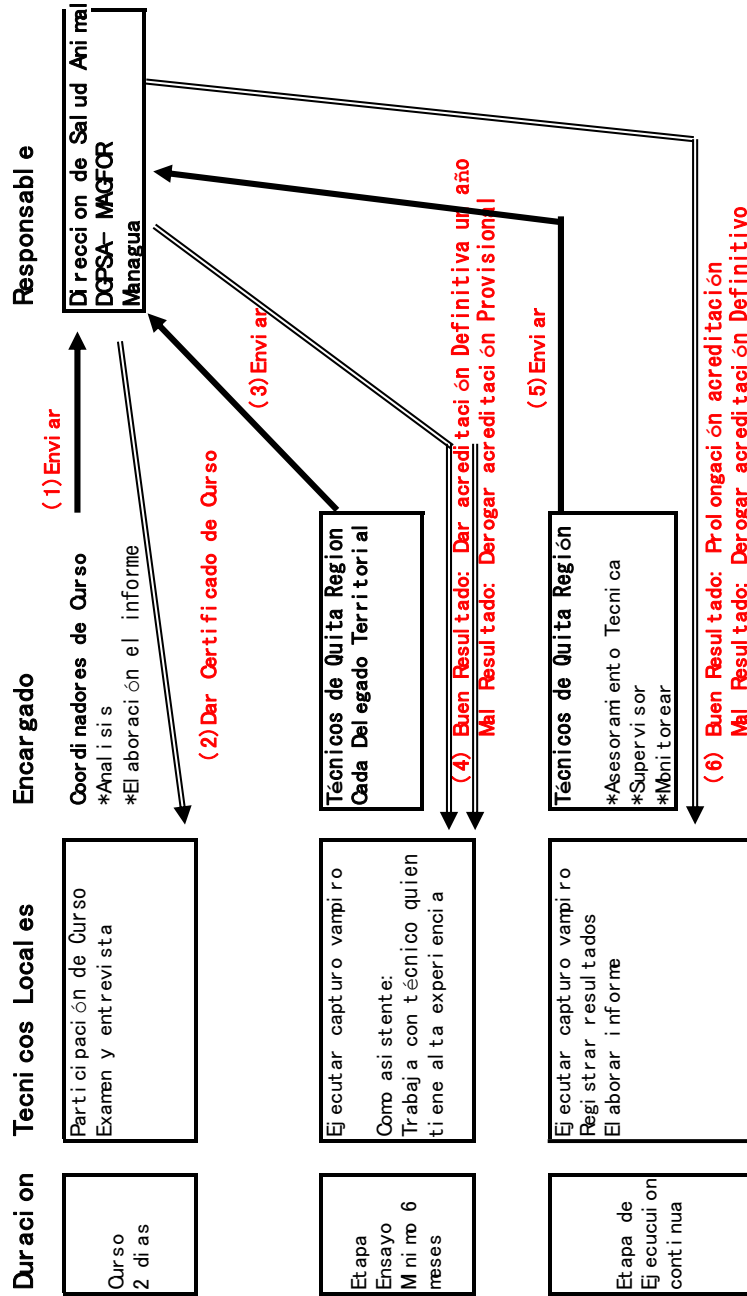 Duracion
Tecnicos Locales
Encargado
Responsable
Curso
2 dias
Participación de Curso
Examen y entrevista
Coordinadores de Curso
*Analisis
*Elaboración el informe
(1)Enviar
Direccion de Salud Animal
DGPSA- MAGFOR
Managua
(2)Dar Certificado de Curso
(3)Enviar
Etapa
Ensayo
Mnimo 6
meses
Ejecutar capturo vampiro
Como asistente:
Trabaja con técnico quien
tiene alta experiencia
Técnicos de Quita Region
Cada Delegado Territorial
(4) Buen Resultado: Dar acreditación Definitiva un año
Mal Resultado: Derogar acreditación Provisional
(5)Enviar
Etapa de
Ejecucuion
continua
Ejecutar capturo vampiro
Registrar resultados
Elaborar informe
Técnicos de Quita Región
*Asesoramento Tecnica
*Supervisor
*Monitorear
(6) Buen Resultado: Prolongación acreditación
Mal Resultado: Derogar acreditación Definitivo